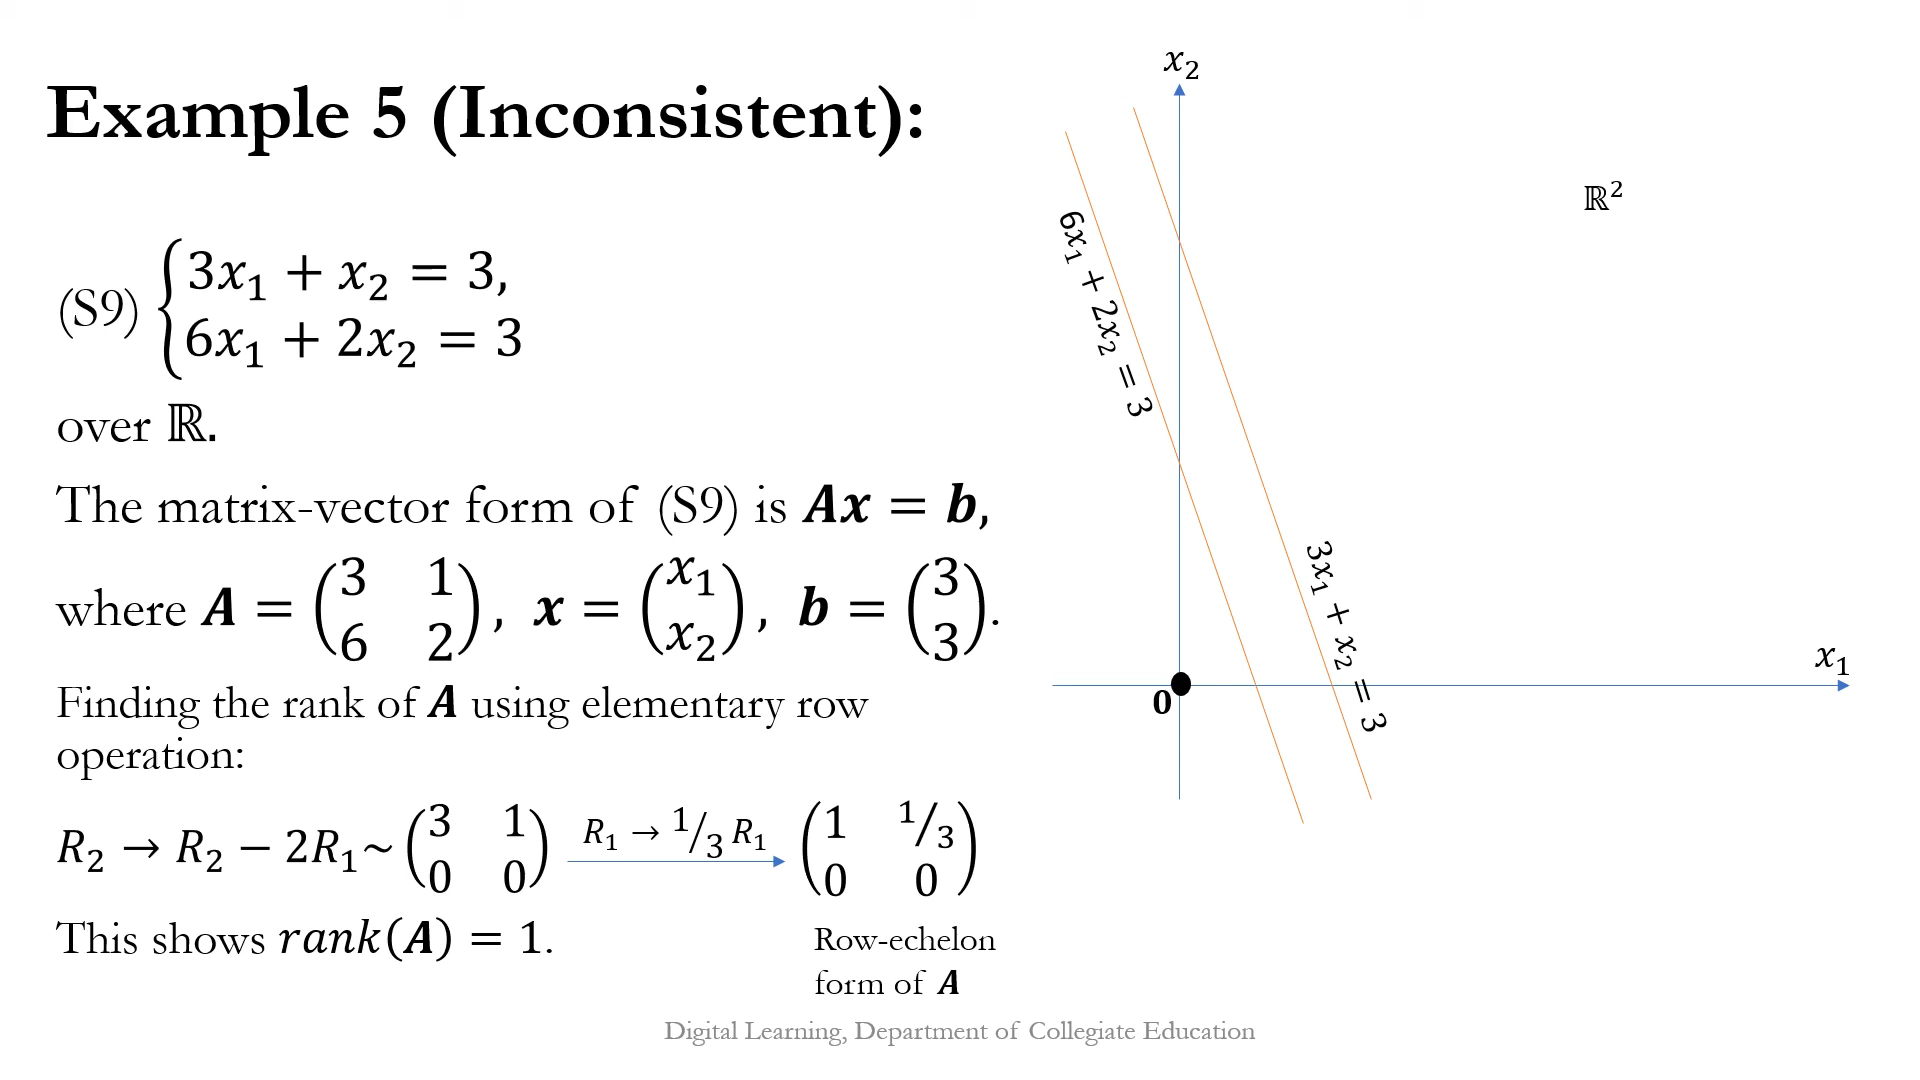 Example 5 (Inconsistent):
(S9) { 3x₁ + x₂ = 3,
6x₁ + 2x₂ = 3
over ℝ.
The matrix-vector form of (S9) is 𝑨𝒙 = 𝒃,
where 𝑨 = (3 1; 6 2), 𝒙 = (x₁; x₂), 𝒃 = (3; 3).
Finding the rank of 𝑨 using elementary row
operation:
R₂ → R₂ − 2R₁~ (3 1; 0 0) R₁ → 1/3 R₁ (1 1/3; 0 0)
This shows rank(𝑨) = 1.
Row-echelon
form of 𝑨
x₂
ℝ²
6x₁ + 2x₂ = 3
3x₁ + x₂ = 3
x₁
0
Digital Learning, Department of Collegiate Education